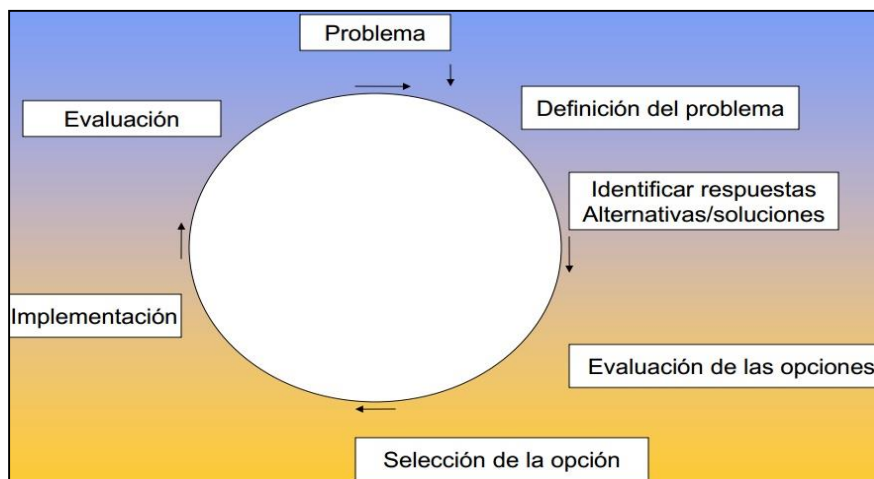 Problema
Definición del problema
Identificar respuestas
Alternativas/soluciones
Evaluación de las opciones
Selección de la opción
Implementación
Evaluación